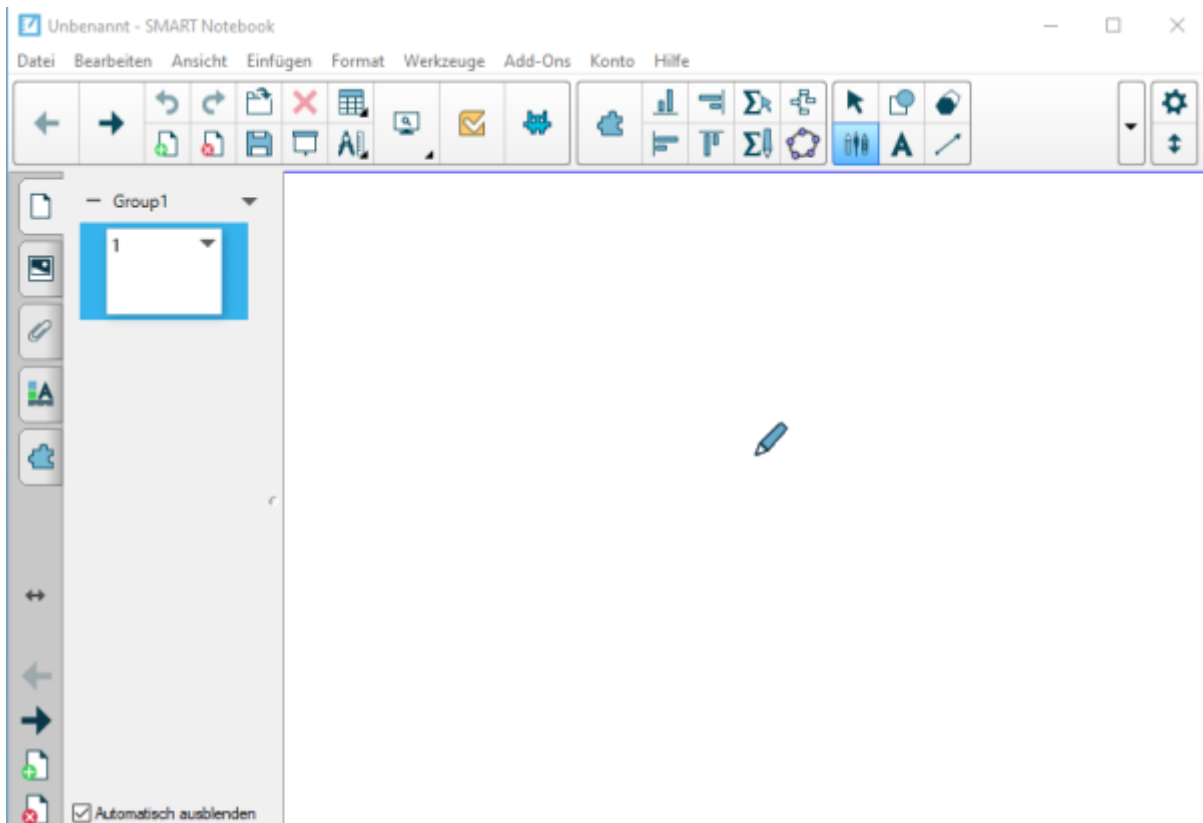 Unbenannt - SMART Notebook
Datei Bearbeiten Ansicht Einfügen Format Werkzeuge Add-Ons Konto Hilfe
Group1
1
Automatisch ausblenden